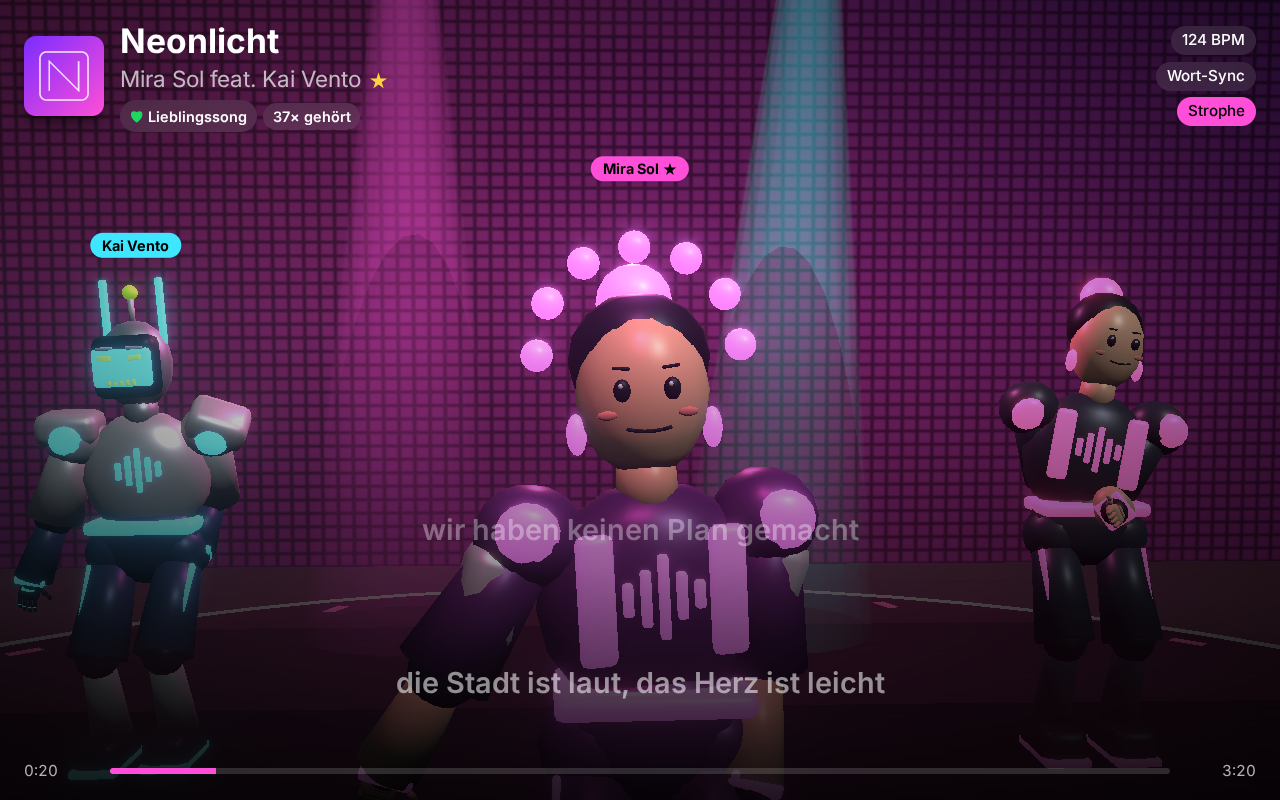 N
Neonlicht
Mira Sol feat. Kai Vento ★
Lieblingssong
37× gehört
124 BPM
Wort-Sync
Strophe
Mira Sol ★
Kai Vento
wir haben keinen Plan gemacht
die Stadt ist laut, das Herz ist leicht
0:20
3:20